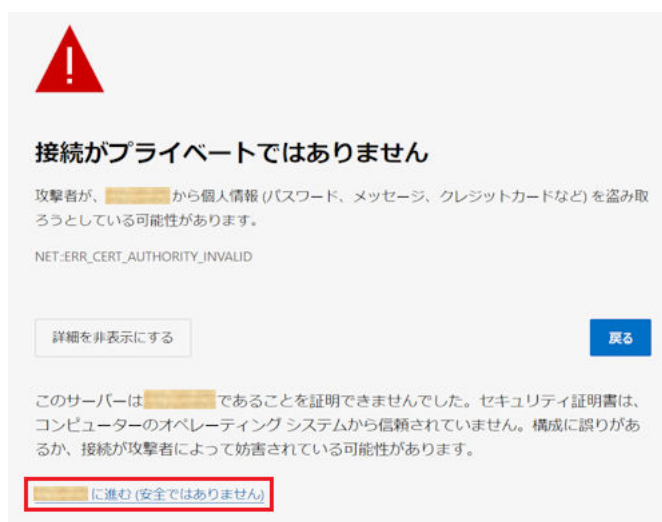 接続がプライベートではありません
攻撃者が、から個人情報 (パスワード、メッセージ、クレジットカードなど) を盗み取
ろうとしている可能性があります。
NET::ERR_CERT_AUTHORITY_INVALID
詳細を非表示にする
戻る
このサーバーはであることを証明できませんでした。セキュリティ証明書は、
コンピューターのオペレーティング システムから信頼されていません。構成に誤りがあ
るか、接続が攻撃者によって妨害されている可能性があります。
に進む (安全ではありません)